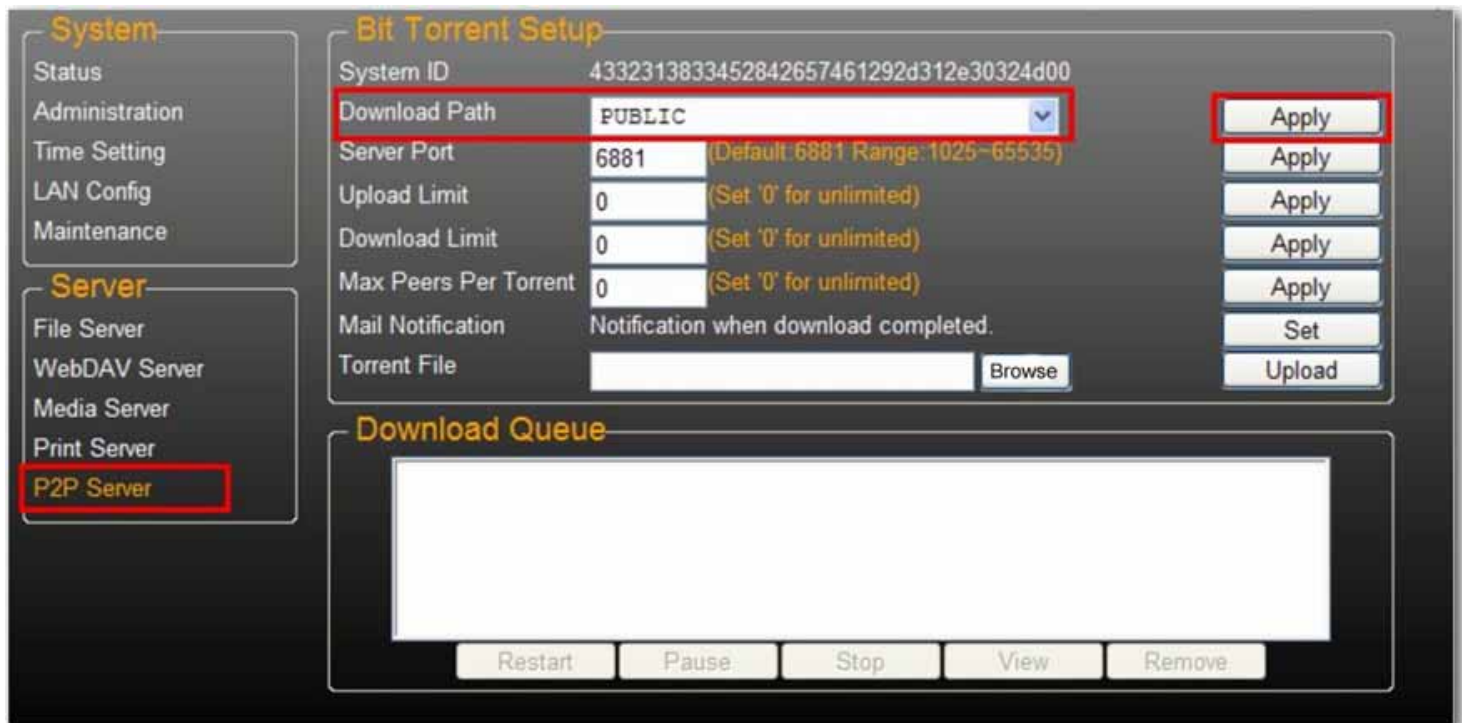 System
Status
Administration
Time Setting
LAN Config
Maintenance
Server
File Server
WebDAV Server
Media Server
Print Server
P2P Server
Bit Torrent Setup
System ID 4332313833452842657461292d312e30324d00
Download Path PUBLIC Apply
Server Port 6881 (Default:6881 Range:1025~65535) Apply
Upload Limit 0 (Set '0' for unlimited) Apply
Download Limit 0 (Set '0' for unlimited) Apply
Max Peers Per Torrent 0 (Set '0' for unlimited) Apply
Mail Notification Notification when download completed. Set
Torrent File Browse Upload
Download Queue
Restart Pause Stop View Remove